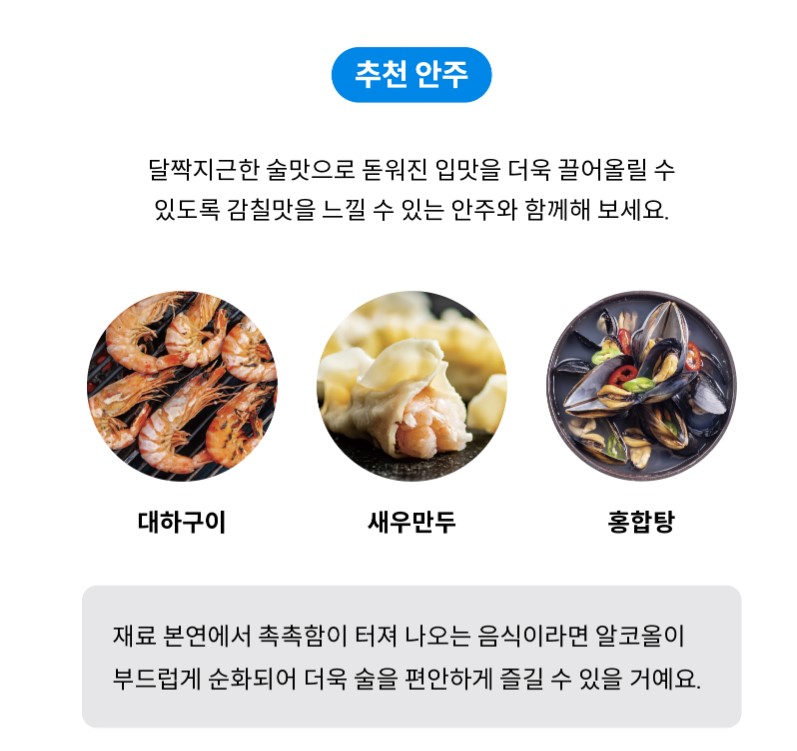 추천 안주
달짝지근한 술맛으로 돋워진 입맛을 더욱 끌어올릴 수
있도록 감칠맛을 느낄 수 있는 안주와 함께해 보세요.
대하구이
새우만두
홍합탕
재료 본연에서 촉촉함이 터져 나오는 음식이라면 알코올이
부드럽게 순화되어 더욱 술을 편안하게 즐길 수 있을 거예요.